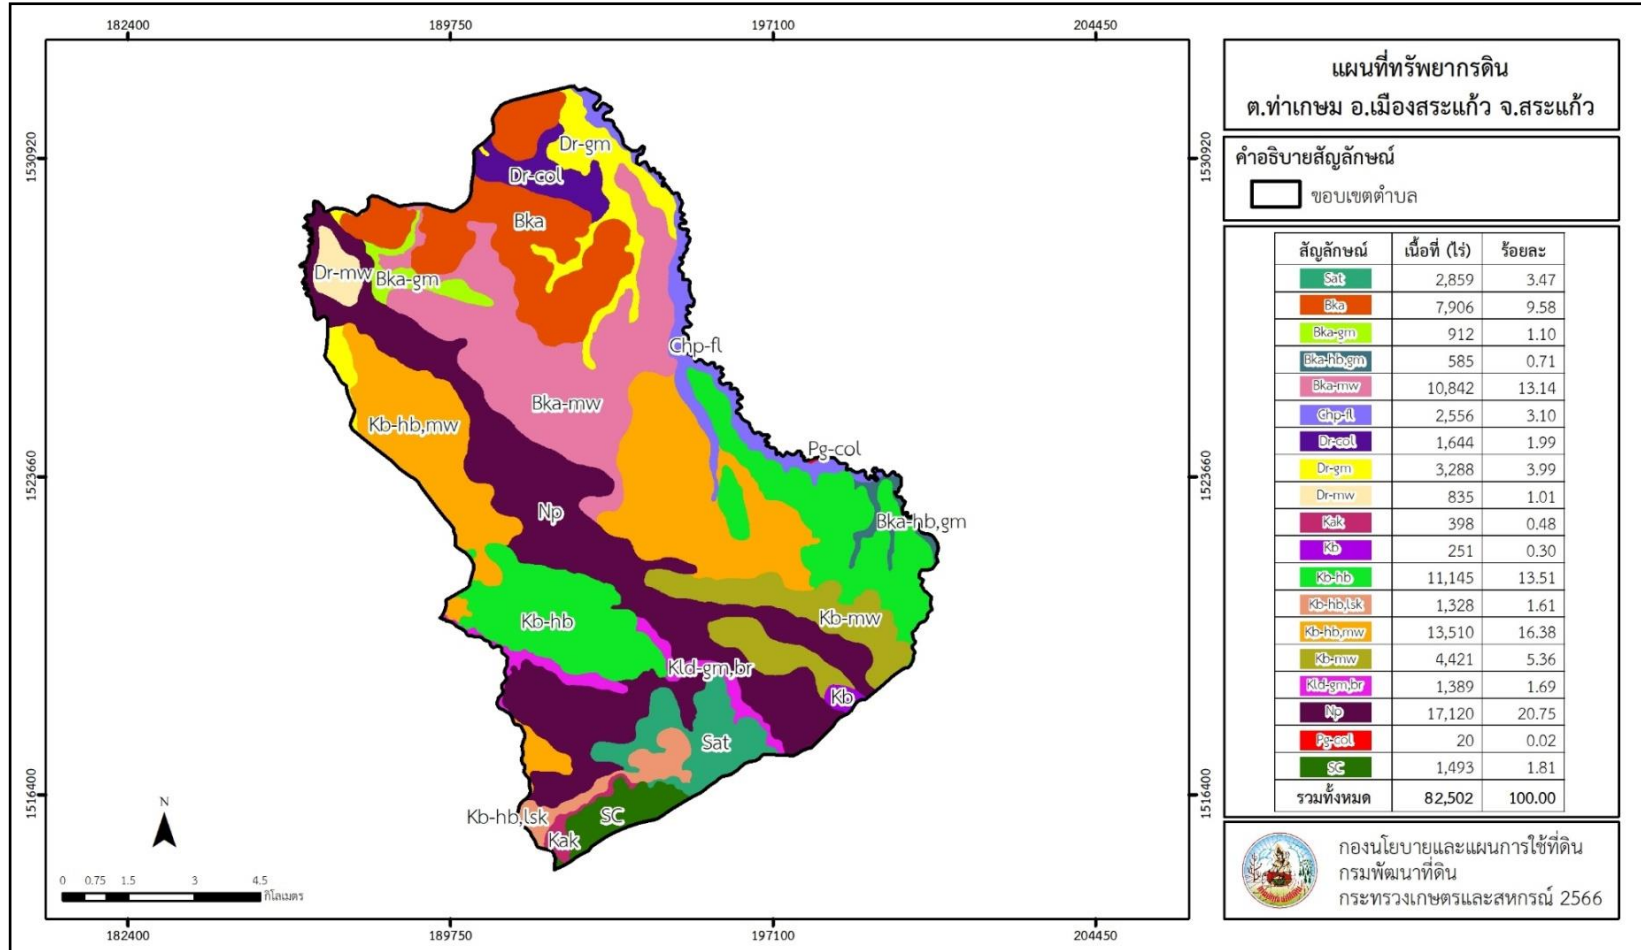 182400 189750 197100 204450
แผนที่ทรัพยากรดิน
ต.ท่าเกษม อ.เมืองสระแก้ว จ.สระแก้ว
คำอธิบายสัญลักษณ์
ขอบเขตตำบล
สัญลักษณ์ เนื้อที่ (ไร่) ร้อยละ
Sat 2,859 3.47
Bka 7,906 9.58
Bka-gm 912 1.10
Bka-hb,gm 585 0.71
Bka-mw 10,842 13.14
Chp-fl 2,556 3.10
Dr-col 1,644 1.99
Dr-gm 3,288 3.99
Dr-mw 835 1.01
Kak 398 0.48
Kb 251 0.30
Kb-hb 11,145 13.51
Kb-hb,lsk 1,328 1.61
Kb-hb,mw 13,510 16.38
Kb-mw 4,421 5.36
Kld-gm,br 1,389 1.69
Np 17,120 20.75
Pg-col 20 0.02
SC 1,493 1.81
รวมทั้งหมด 82,502 100.00
กองนโยบายและแผนการใช้ที่ดิน
กรมพัฒนาที่ดิน
กระทรวงเกษตรและสหกรณ์ 2566
1530920 1530920
Dr-gm
Dr-col
Bka
Dr-mw
Bka-gm
Chp-fl
Bka-mw
Kb-hb,mw
Pg-col
1523660 1523660
Np
Bka-hb,gm
Kb-hb
Kb-mw
Kld-gm,br
Kb
Sat
1516400 1516400
Kb-hb,lsk
SC
Kak
N
0 0.75 1.5 3 4.5
กิโลเมตร
182400 189750 197100 204450